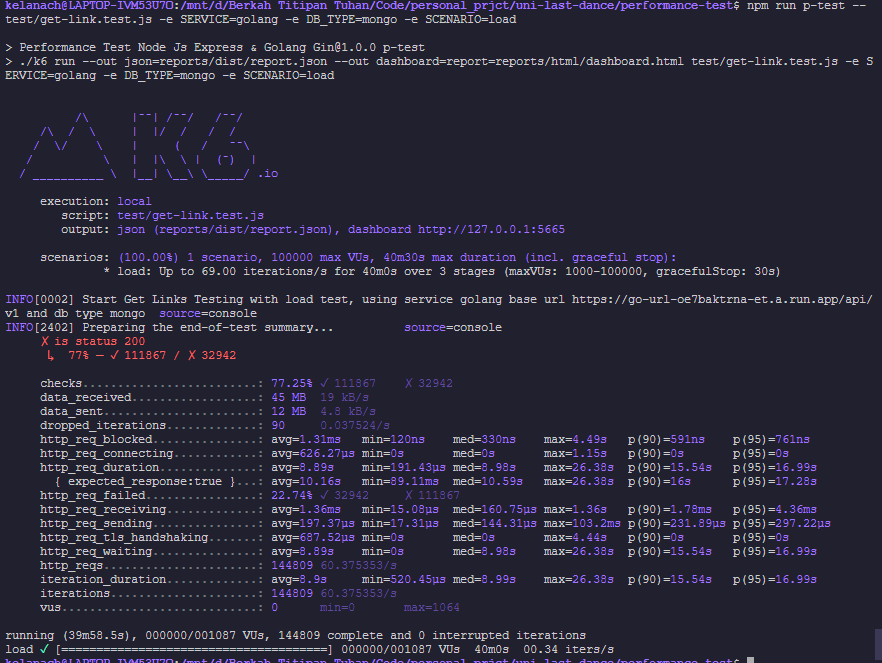 kelanach@LAPTOP-IVM53U7O:/mnt/d/Berkah Titipan Tuhan/Code/personal_prjct/uni-last-dance/performance-test$ npm run p-test --
test/get-link.test.js -e SERVICE=golang -e DB_TYPE=mongo -e SCENARIO=load
> Performance Test Node Js Express & Golang Gin@1.0.0 p-test
> ./k6 run --out json=reports/dist/report.json --out dashboard=report=reports/html/dashboard.html test/get-link.test.js -e S
ERVICE=golang -e DB_TYPE=mongo -e SCENARIO=load
.io
execution: local
script: test/get-link.test.js
output: json (reports/dist/report.json), dashboard http://127.0.0.1:5665
scenarios: (100.00%) 1 scenario, 100000 max VUs, 40m30s max duration (incl. graceful stop):
* load: Up to 69.00 iterations/s for 40m0s over 3 stages (maxVUs: 1000-100000, gracefulStop: 30s)
INFO[0002] Start Get Links Testing with load test, using service golang base url https://go-url-oe7baktrna-et.a.run.app/api/
v1 and db type mongo  source=console
INFO[2402] Preparing the end-of-test summary...          source=console
✗ is status 200
↳  77% — ✓ 111867 / ✗ 32942
checks.........................: 77.25% ✓ 111867    ✗ 32942
data_received..................: 45 MB  19 kB/s
data_sent......................: 12 MB  4.8 kB/s
dropped_iterations.............: 90     0.037524/s
http_req_blocked...............: avg=1.31ms   min=120ns    med=330ns    max=4.49s   p(90)=591ns    p(95)=761ns
http_req_connecting............: avg=626.27µs min=0s       med=0s       max=1.15s   p(90)=0s       p(95)=0s
http_req_duration..............: avg=8.89s    min=191.43µs med=8.98s    max=26.38s  p(90)=15.54s   p(95)=16.99s
{ expected_response:true }...: avg=10.16s   min=89.11ms  med=10.59s   max=26.38s  p(90)=16s      p(95)=17.28s
http_req_failed................: 22.74% ✓ 32942     ✗ 111867
http_req_receiving.............: avg=1.36ms   min=15.08µs  med=160.75µs max=1.36s   p(90)=1.78ms   p(95)=4.36ms
http_req_sending...............: avg=197.37µs min=17.31µs  med=144.31µs max=103.2ms p(90)=231.89µs p(95)=297.22µs
http_req_tls_handshaking.......: avg=687.52µs min=0s       med=0s       max=4.44s   p(90)=0s       p(95)=0s
http_req_waiting...............: avg=8.89s    min=0s       med=8.98s    max=26.38s  p(90)=15.54s   p(95)=16.99s
http_reqs......................: 144809 60.375353/s
iteration_duration.............: avg=8.9s     min=520.45µs med=8.99s    max=26.38s  p(90)=15.54s   p(95)=16.99s
iterations.....................: 144809 60.375353/s
vus............................: 0      min=0       max=1064
running (39m58.5s), 000000/001087 VUs, 144809 complete and 0 interrupted iterations
load ✓ [======================================] 000000/001087 VUs  40m0s  00.34 iters/s
kelanach@LAPTOP-IVM53U7O:/mnt/d/Berkah Titipan Tuhan/Code/personal_prjct/uni-last-dance/performance-test$